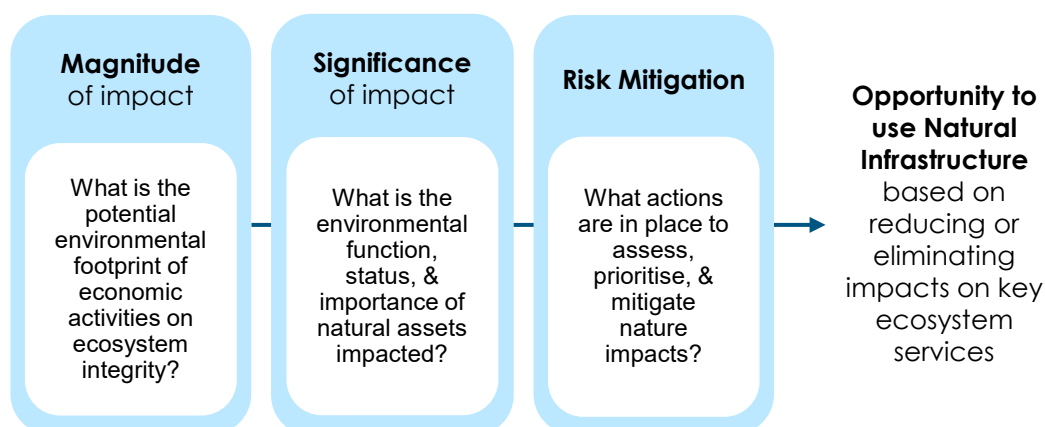 Magnitude
of impact
What is the
potential
environmental
footprint of
economic
activities on
ecosystem
integrity?
Significance
of impact
What is the
environmental
function,
status, &
importance of
natural assets
impacted?
Risk Mitigation
What actions
are in place to
assess,
prioritise, &
mitigate
nature
impacts?
Opportunity to
use Natural
Infrastructure
based on
reducing or
eliminating
impacts on key
ecosystem
services